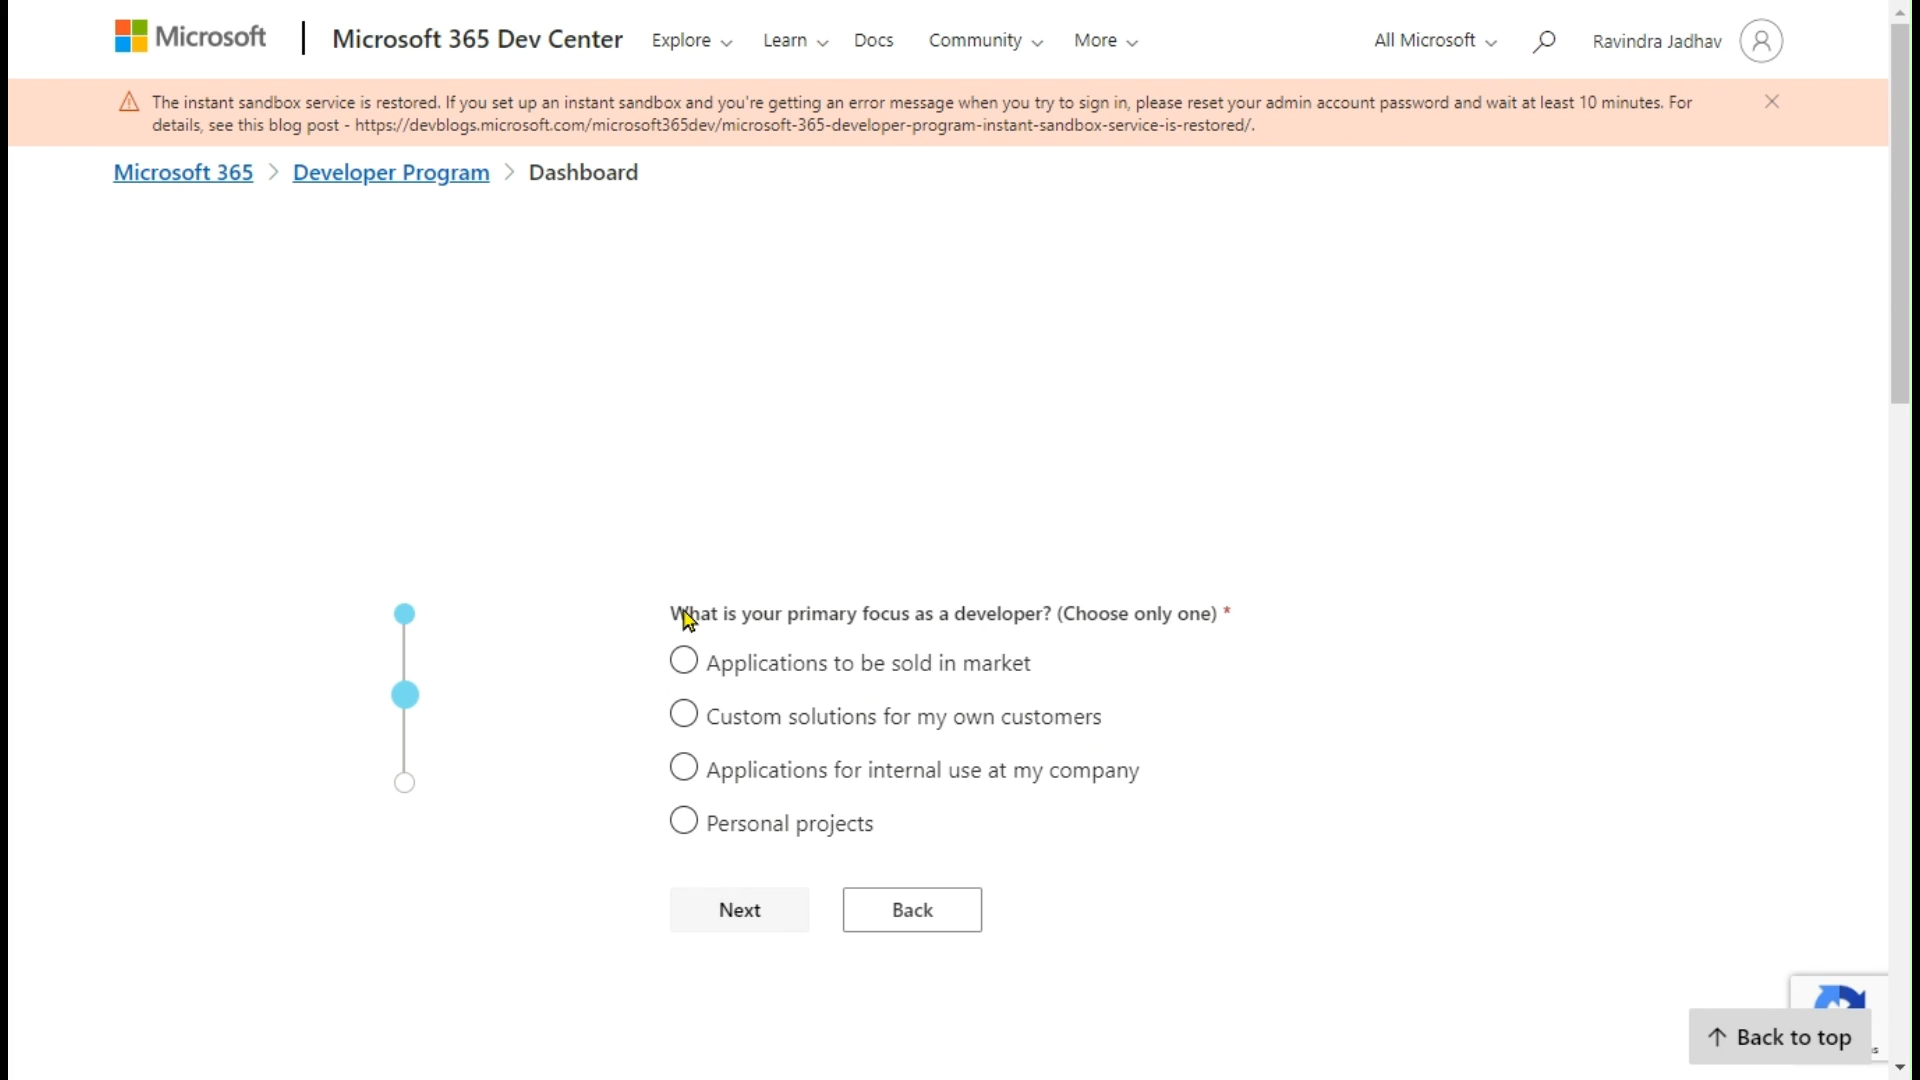 Microsoft
Microsoft 365 Dev Center
Explore
Learn
Docs
Community
More
All Microsoft
Ravindra Jadhav
The instant sandbox service is restored. If you set up an instant sandbox and you're getting an error message when you try to sign in, please reset your admin account password and wait at least 10 minutes. For
details, see this blog post - https://devblogs.microsoft.com/microsoft365dev/microsoft-365-developer-program-instant-sandbox-service-is-restored/.
Microsoft 365 > Developer Program > Dashboard
What is your primary focus as a developer? (Choose only one) *
Applications to be sold in market
Custom solutions for my own customers
Applications for internal use at my company
Personal projects
Next
Back
Back to top